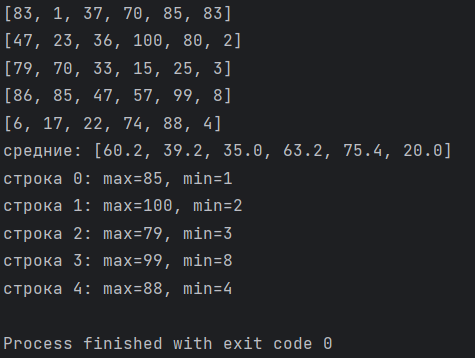 [83, 1, 37, 70, 85, 83]
[47, 23, 36, 100, 80, 2]
[79, 70, 33, 15, 25, 3]
[86, 85, 47, 57, 99, 8]
[6, 17, 22, 74, 88, 4]
средние: [60.2, 39.2, 35.0, 63.2, 75.4, 20.0]
строка 0: max=85, min=1
строка 1: max=100, min=2
строка 2: max=79, min=3
строка 3: max=99, min=8
строка 4: max=88, min=4
Process finished with exit code 0